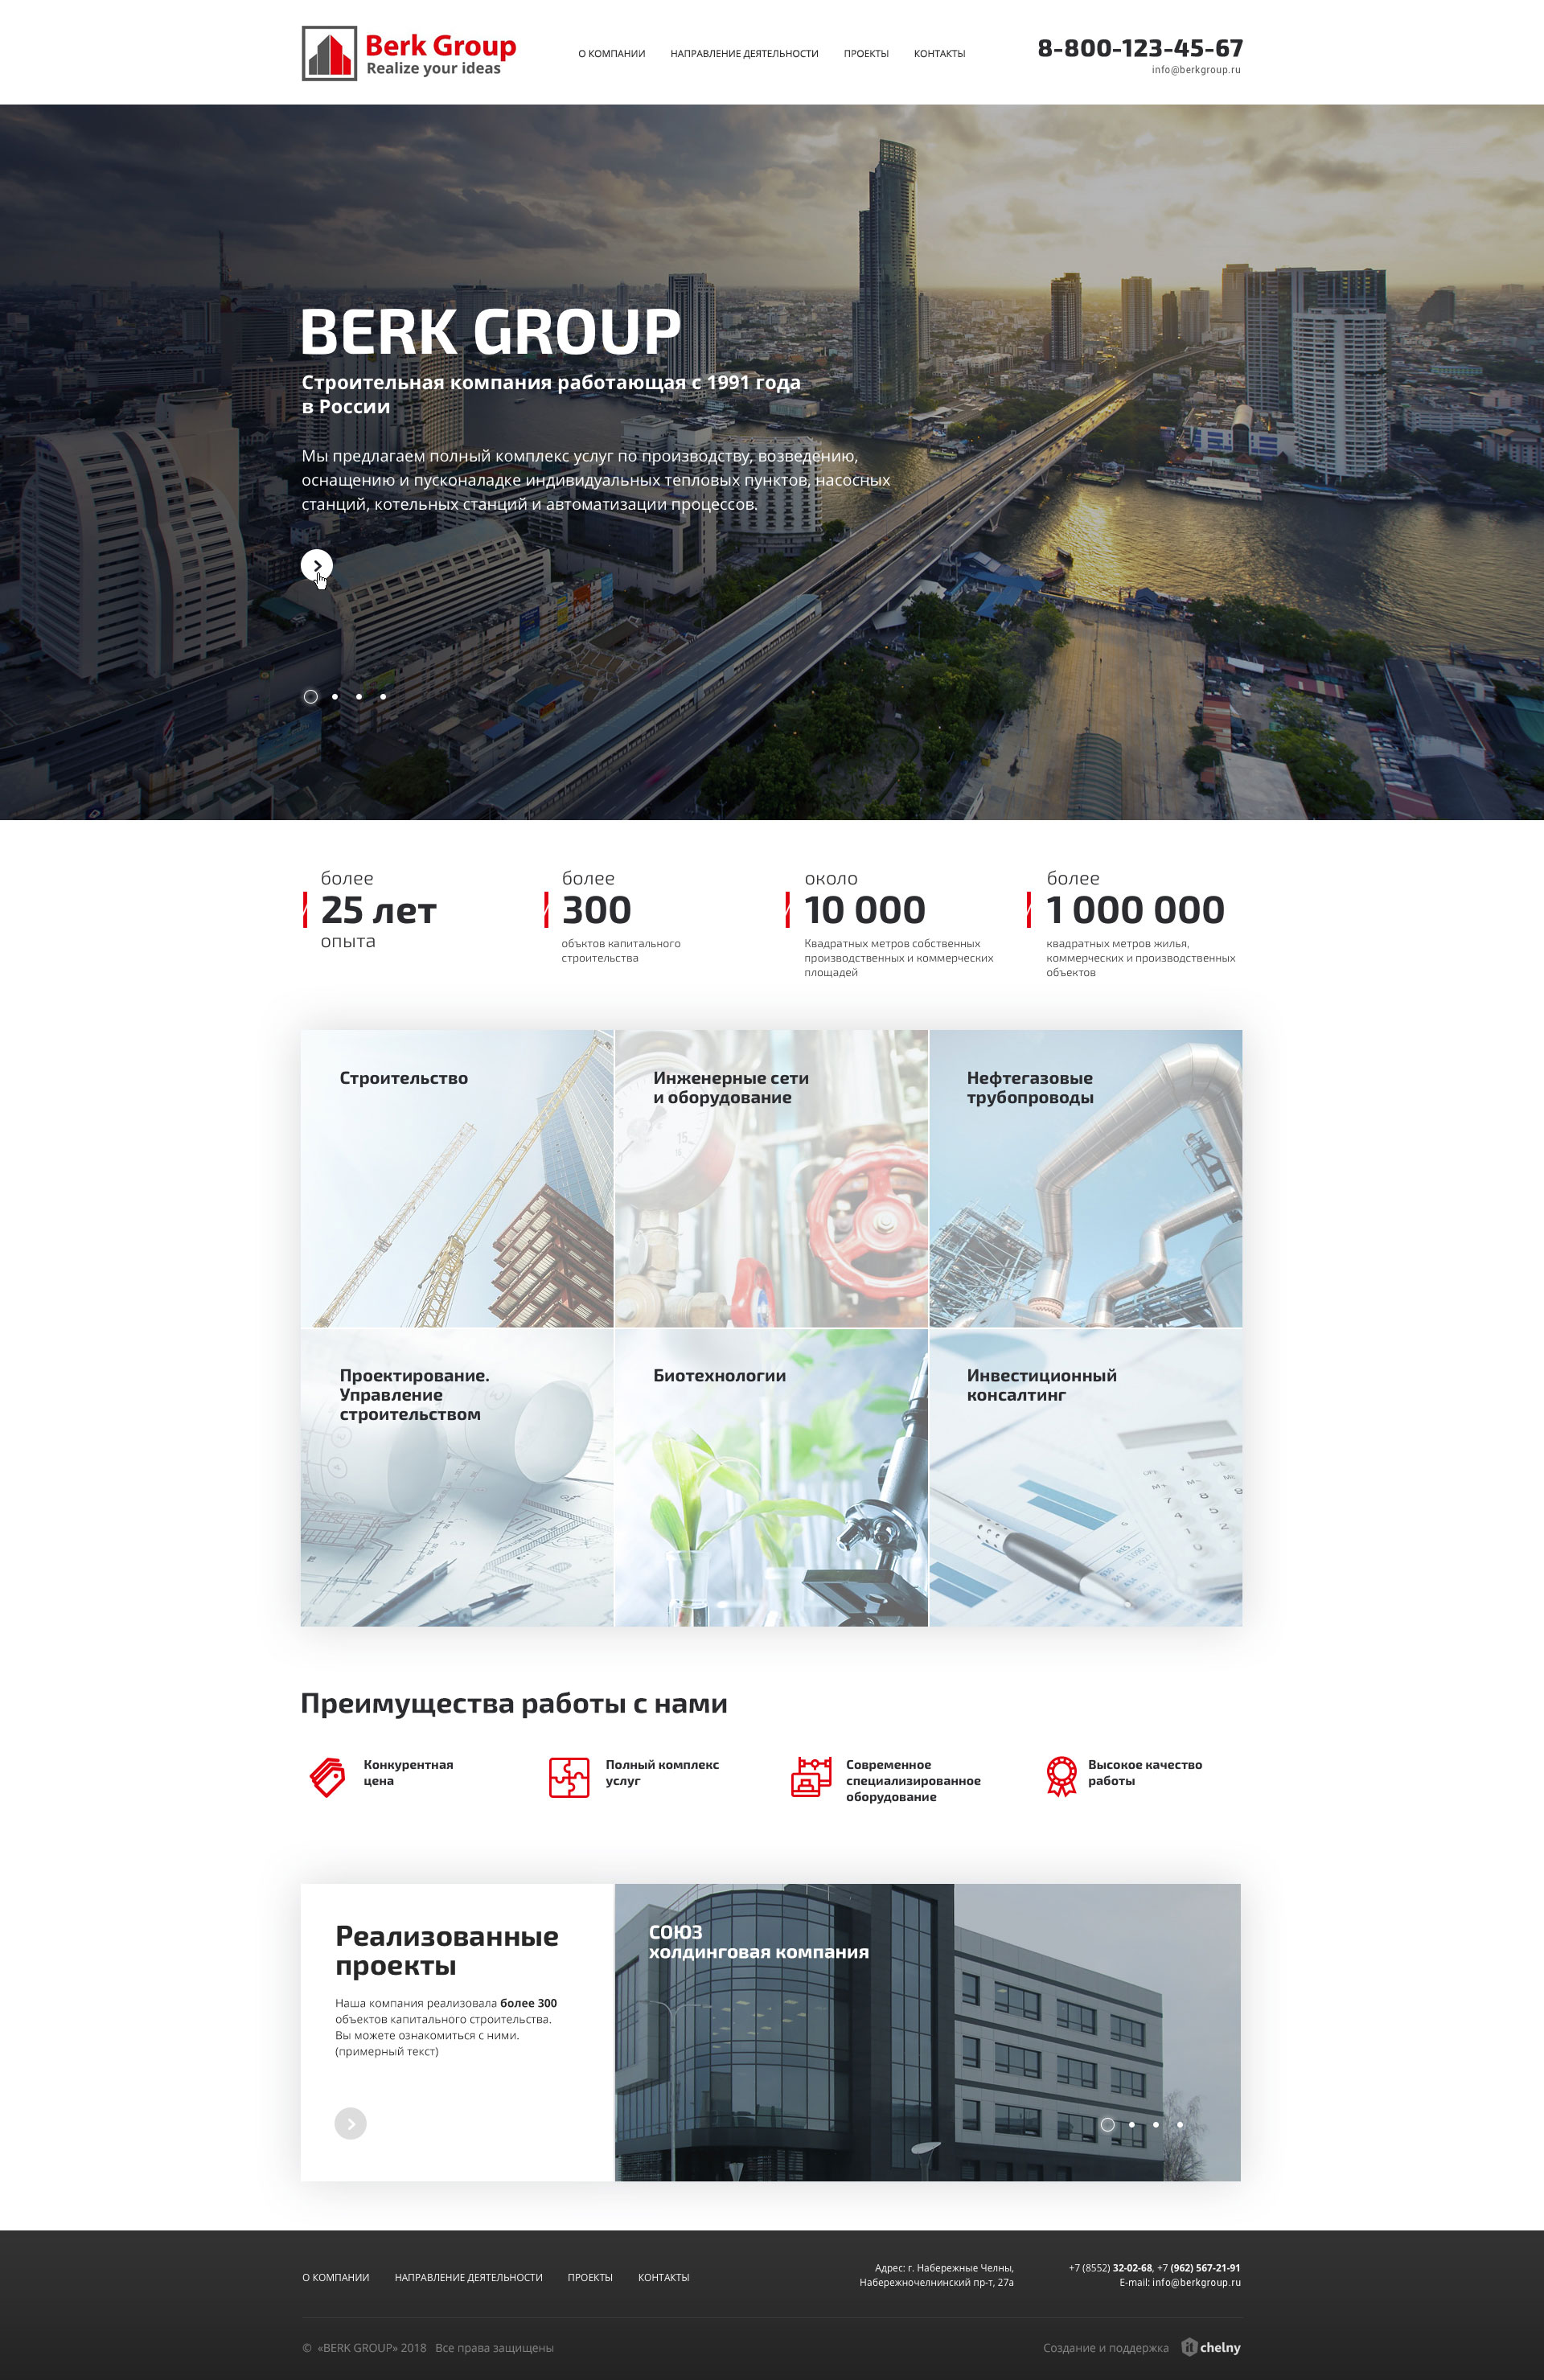 Berk Group
Realize your ideas
О КОМПАНИИ
НАПРАВЛЕНИЕ ДЕЯТЕЛЬНОСТИ
ПРОЕКТЫ
КОНТАКТЫ
8-800-123-45-67
info@berkgroup.ru
BERK GROUP
Строительная компания работающая с 1991 года
в России
Мы предлагаем полный комплекс услуг по производству, возведению,
оснащению и пусконаладке индивидуальных тепловых пунктов, насосных
станций, котельных станций и автоматизации процессов.
более
25 лет
опыта
более
300
объктов капитального
строительства
около
10 000
Квадратных метров собственных
производственных и коммерческих
площадей
более
1 000 000
квадратных метров жилья,
коммерческих и производственных
объектов
Строительство
Инженерные сети
и оборудование
Нефтегазовые
трубопроводы
Проектирование.
Управление
строительством
Биотехнологии
Инвестиционный
консалтинг
Преимущества работы с нами
Конкурентная
цена
Полный комплекс
услуг
Современное
специализированное
оборудование
Высокое качество
работы
Реализованные
проекты
Наша компания реализовала более 300
объектов капитального строительства.
Вы можете ознакомиться с ними.
(примерный текст)
СОЮЗ
холдинговая компания
О КОМПАНИИ
НАПРАВЛЕНИЕ ДЕЯТЕЛЬНОСТИ
ПРОЕКТЫ
КОНТАКТЫ
Адрес: г. Набережные Челны,
Набережночелнинский пр-т, 27а
+7 (8552) 32-02-68, +7 (962) 567-21-91
E-mail: info@berkgroup.ru
© «BERK GROUP» 2018 Все права защищены
Создание и поддержка
it chelny